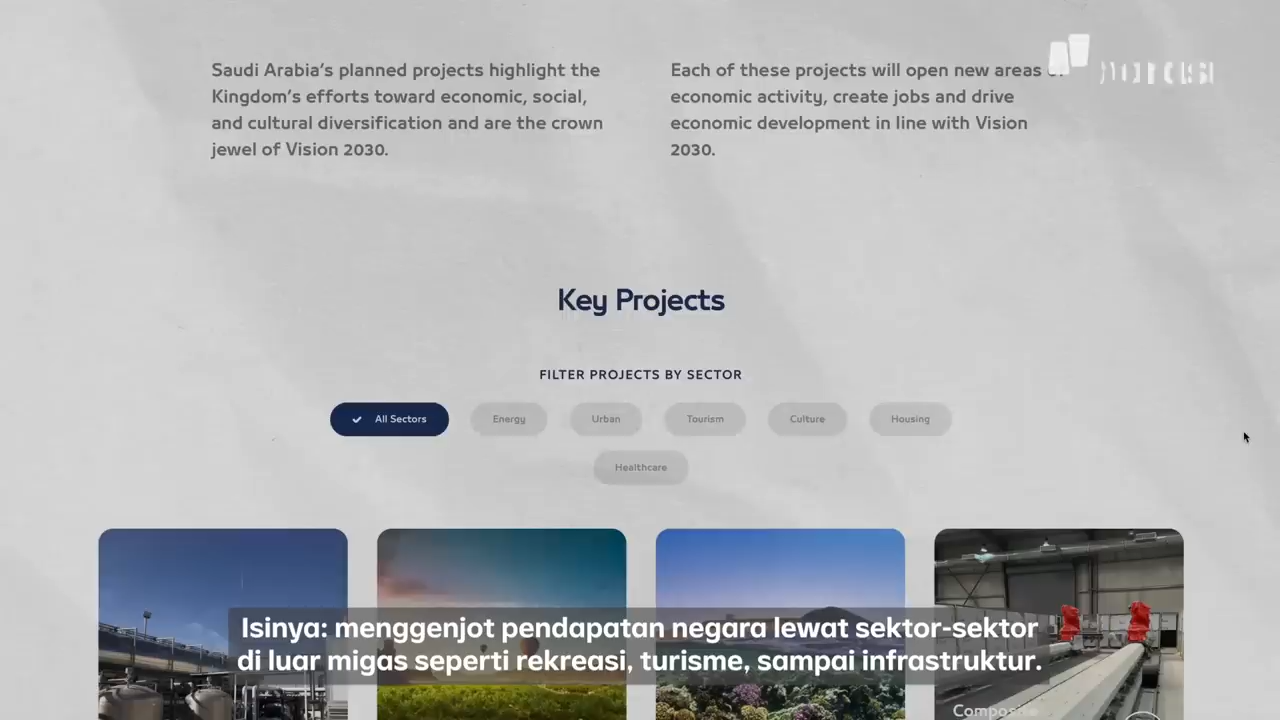 Saudi Arabia's planned projects highlight the
Kingdom's efforts toward economic, social,
and cultural diversification and are the crown
jewel of Vision 2030.
Each of these projects will open new areas
economic activity, create jobs and drive
economic development in line with Vision
2030.
Key Projects
FILTER PROJECTS BY SECTOR
All Sectors
Energy
Urban
Tourism
Culture
Housing
Healthcare
Isinya: menggenjot pendapatan negara lewat sektor-sektor
di luar migas seperti rekreasi, turisme, sampai infrastruktur.